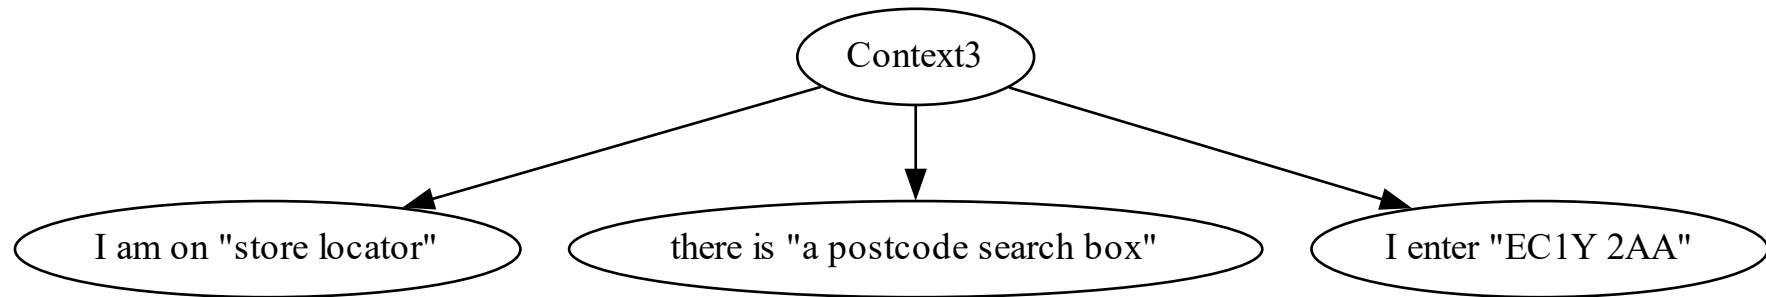 Context3
I am on "store locator"
there is "a postcode search box"
I enter "EC1Y 2AA"